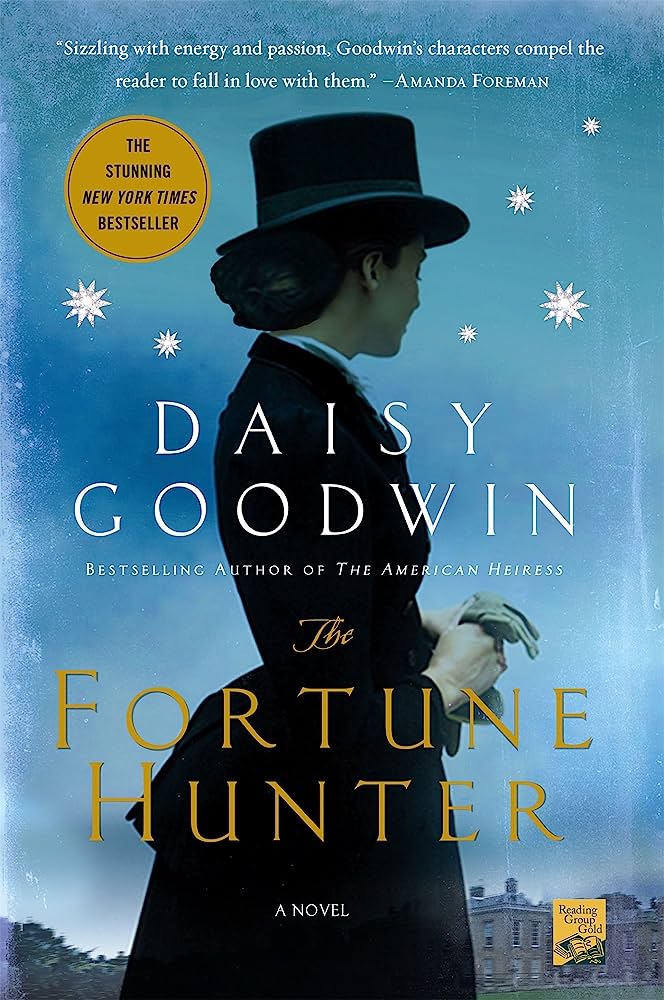 “Sizzling with energy and passion, Goodwin’s characters compel the
reader to fall in love with them.” —Amanda Foreman
THE
STUNNING
NEW YORK TIMES
BESTSELLER
DAISY
GOODWIN
Bestselling Author of The American Heiress
The
FORTUNE
HUNTER
A NOVEL
Reading
Group
Gold